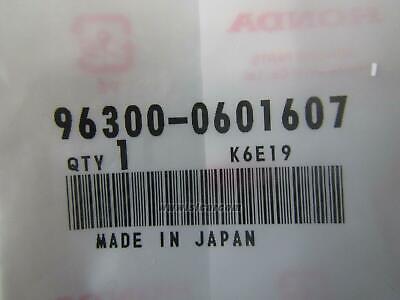 HONDA
96300-0601607
QTY 1 K6E19
MADE IN JAPAN